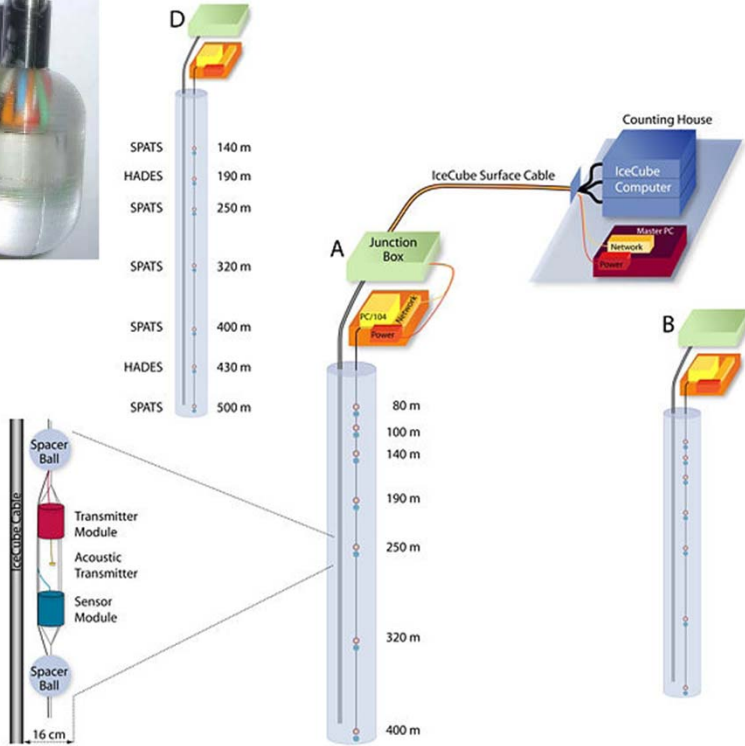 D
SPATS 140 m
HADES 190 m
SPATS 250 m
SPATS 320 m
SPATS 400 m
HADES 430 m
SPATS 500 m
Counting House
IceCube Surface Cable
IceCube
Computer
Master PC
Network
Power
A
Junction
Box
PC/104
Network
Power
80 m
100 m
140 m
190 m
250 m
320 m
400 m
B
IceCube Cable
Spacer
Ball
Transmitter
Module
Acoustic
Transmitter
Sensor
Module
Spacer
Ball
16 cm